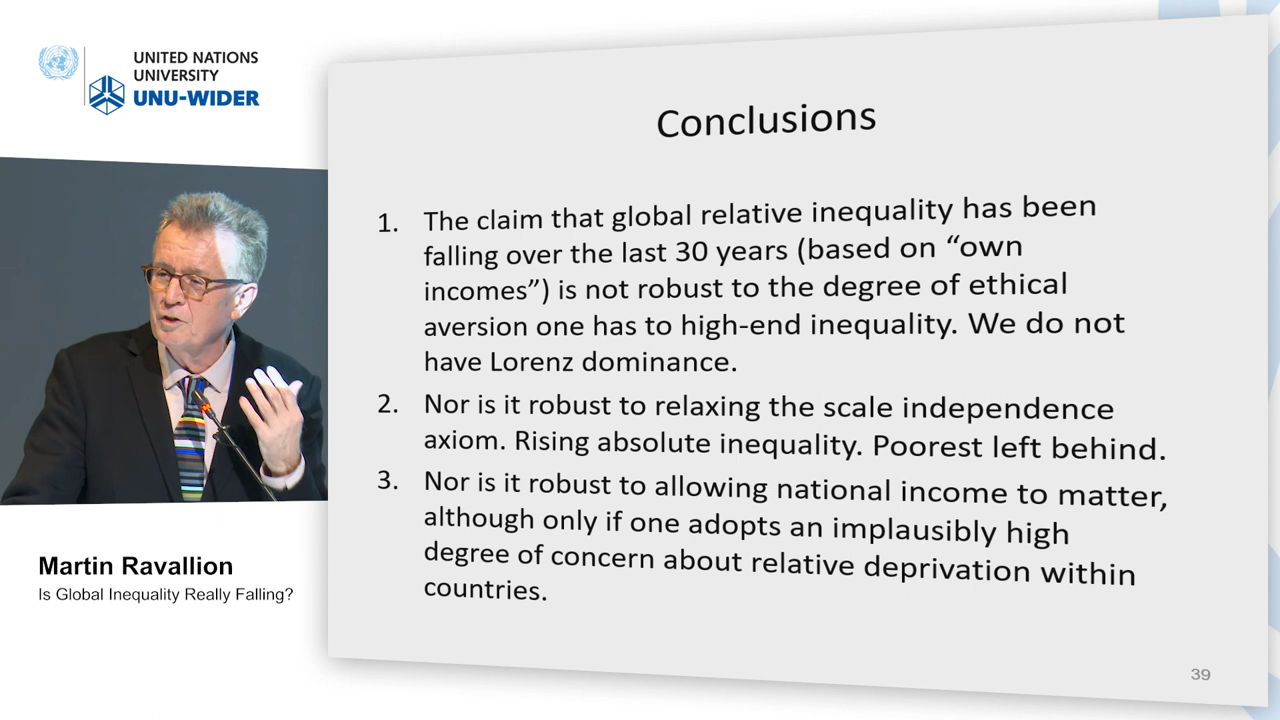 UNITED NATIONS
UNIVERSITY
UNU-WIDER
Conclusions
1. The claim that global relative inequality has been
falling over the last 30 years (based on “own
incomes”) is not robust to the degree of ethical
aversion one has to high-end inequality. We do not
have Lorenz dominance.
2. Nor is it robust to relaxing the scale independence
axiom. Rising absolute inequality. Poorest left behind.
3. Nor is it robust to allowing national income to matter,
although only if one adopts an implausibly high
degree of concern about relative deprivation within
countries.
Martin Ravallion
Is Global Inequality Really Falling?
39